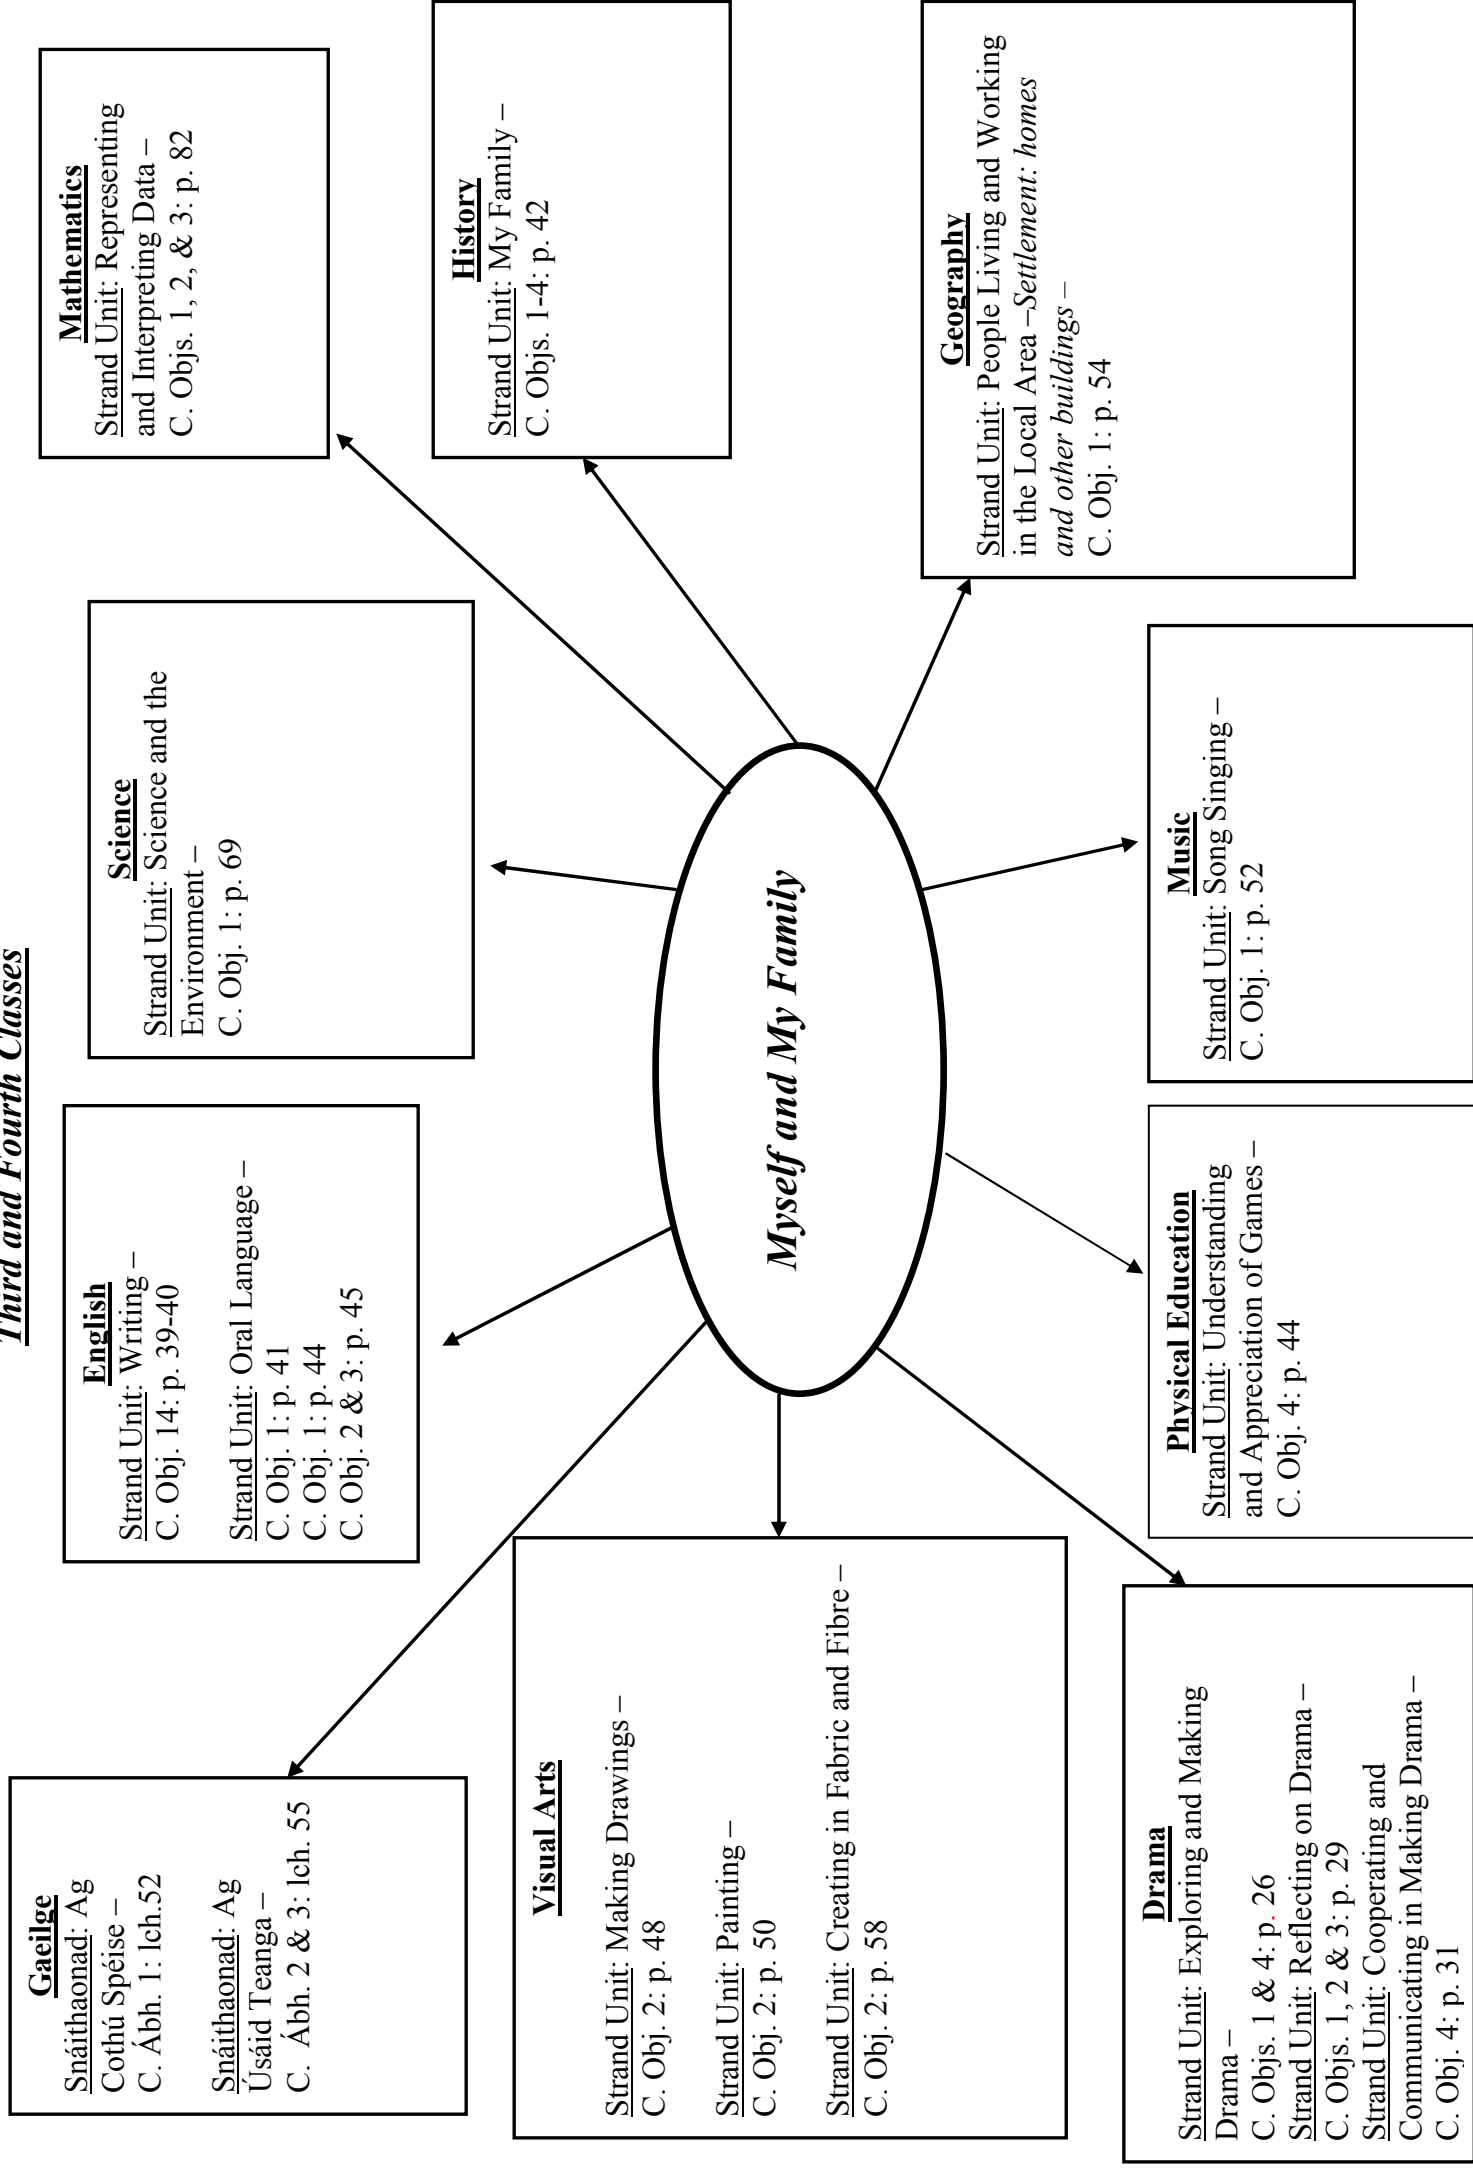 Third and Fourth Classes
Gaeilge
Snáithaonad: Ag
Cothú Spéise –
C. Ábh. 1: lch.52
Snáithaonad: Ag
Úsáid Teanga –
C. Ábh. 2 & 3: lch. 55
English
Strand Unit: Writing –
C. Obj. 14: p. 39-40
Strand Unit: Oral Language –
C. Obj. 1: p. 41
C. Obj. 1: p. 44
C. Obj. 2 & 3: p. 45
Science
Strand Unit: Science and the
Environment –
C. Obj. 1: p. 69
Mathematics
Strand Unit: Representing
and Interpreting Data –
C. Objs. 1, 2, & 3: p. 82
History
Strand Unit: My Family –
C. Objs. 1-4: p. 42
Visual Arts
Strand Unit: Making Drawings –
C. Obj. 2: p. 48
Strand Unit: Painting –
C. Obj. 2: p. 50
Strand Unit: Creating in Fabric and Fibre –
C. Obj. 2: p. 58
Myself and My Family
Geography
Strand Unit: People Living and Working
in the Local Area –Settlement: homes
and other buildings –
C. Obj. 1: p. 54
Drama
Strand Unit: Exploring and Making
Drama –
C. Objs. 1 & 4: p. 26
Strand Unit: Reflecting on Drama –
C. Objs. 1, 2 & 3: p. 29
Strand Unit: Cooperating and
Communicating in Making Drama –
C. Obj. 4: p. 31
Physical Education
Strand Unit: Understanding
and Appreciation of Games –
C. Obj. 4: p. 44
Music
Strand Unit: Song Singing –
C. Obj. 1: p. 52